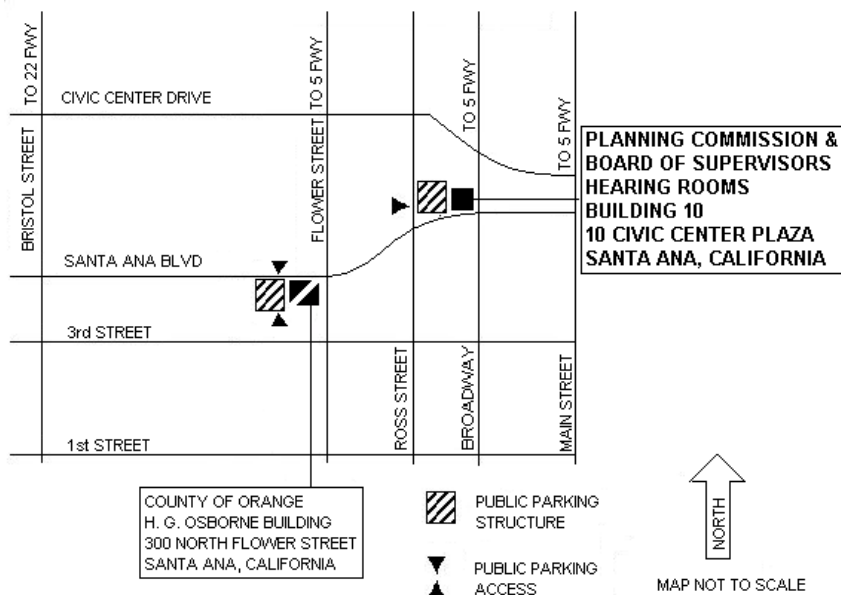 TO 22 FWY
TO 5 FWY
TO 5 FWY
TO 5 FWY
CIVIC CENTER DRIVE
BRISTOL STREET
FLOWER STREET
PLANNING COMMISSION &
BOARD OF SUPERVISORS
HEARING ROOMS
BUILDING 10
10 CIVIC CENTER PLAZA
SANTA ANA, CALIFORNIA
SANTA ANA BLVD
3rd STREET
ROSS STREET
BROADWAY
MAIN STREET
1st STREET
COUNTY OF ORANGE
H. G. OSBORNE BUILDING
300 NORTH FLOWER STREET
SANTA ANA, CALIFORNIA
PUBLIC PARKING
STRUCTURE
PUBLIC PARKING
ACCESS
NORTH
MAP NOT TO SCALE